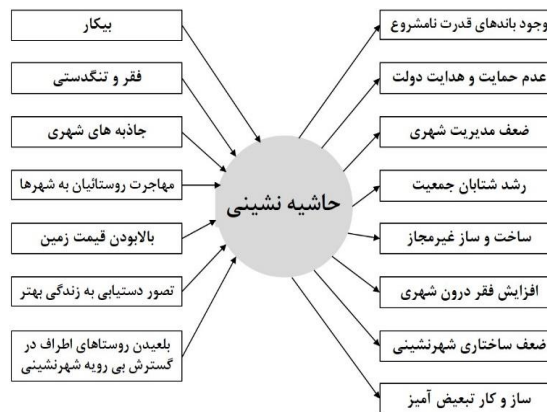 بیکار
فقر و تنگدستی
جاذبه های شهری
مهاجرت روستائیان به شهرها
بالابودن قیمت زمین
تصور دستیابی به زندگی بهتر
بلعیدن روستاهای اطراف در
گسترش بی رویه شهرنشینی
حاشیه نشینی
وجود باندهای قدرت نامشروع
عدم حمایت و هدایت دولت
ضعف مدیریت شهری
رشد شتابان جمعیت
ساخت و ساز غیرمجاز
افزایش فقر درون شهری
ضعف ساختاری شهرنشینی
ساز و کار تبعیض آمیز